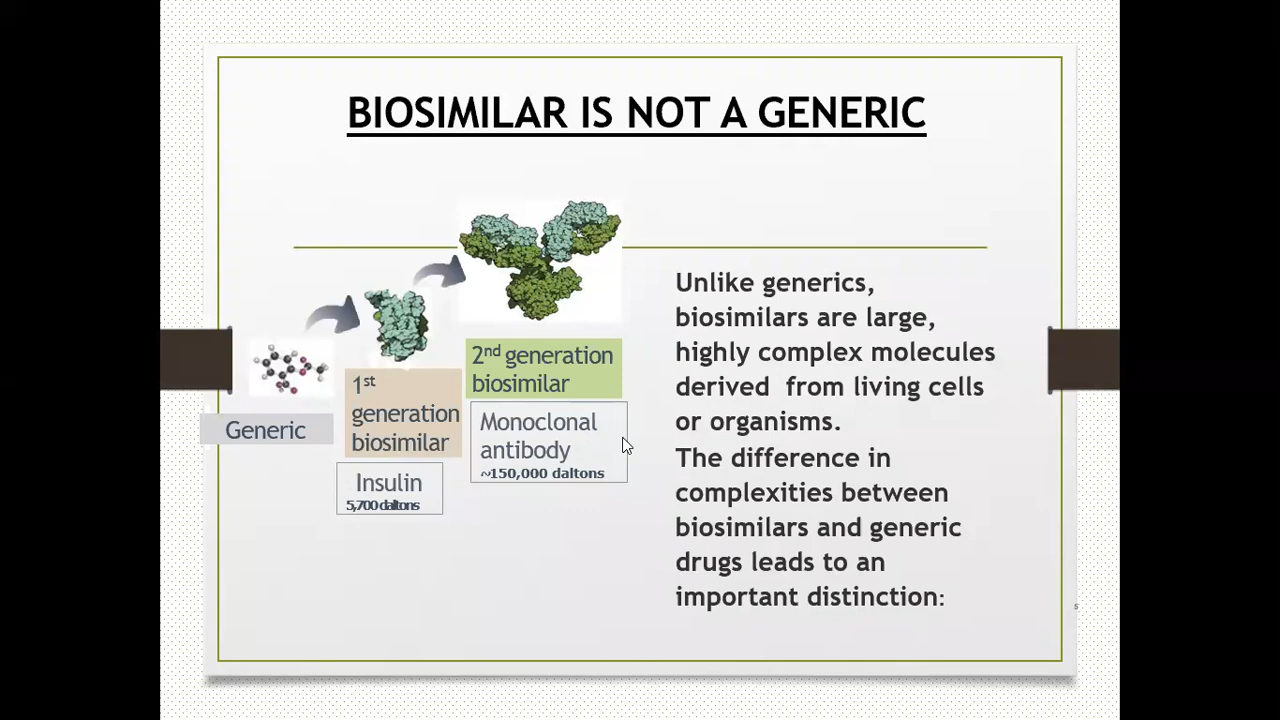 BIOSIMILAR IS NOT A GENERIC
Generic
1st
generation
biosimilar
Insulin
5,700 daltons
2nd generation
biosimilar
Monoclonal
antibody
~150,000 daltons
Unlike generics,
biosimilars are large,
highly complex molecules
derived from living cells
or organisms.
The difference in
complexities between
biosimilars and generic
drugs leads to an
important distinction:
5